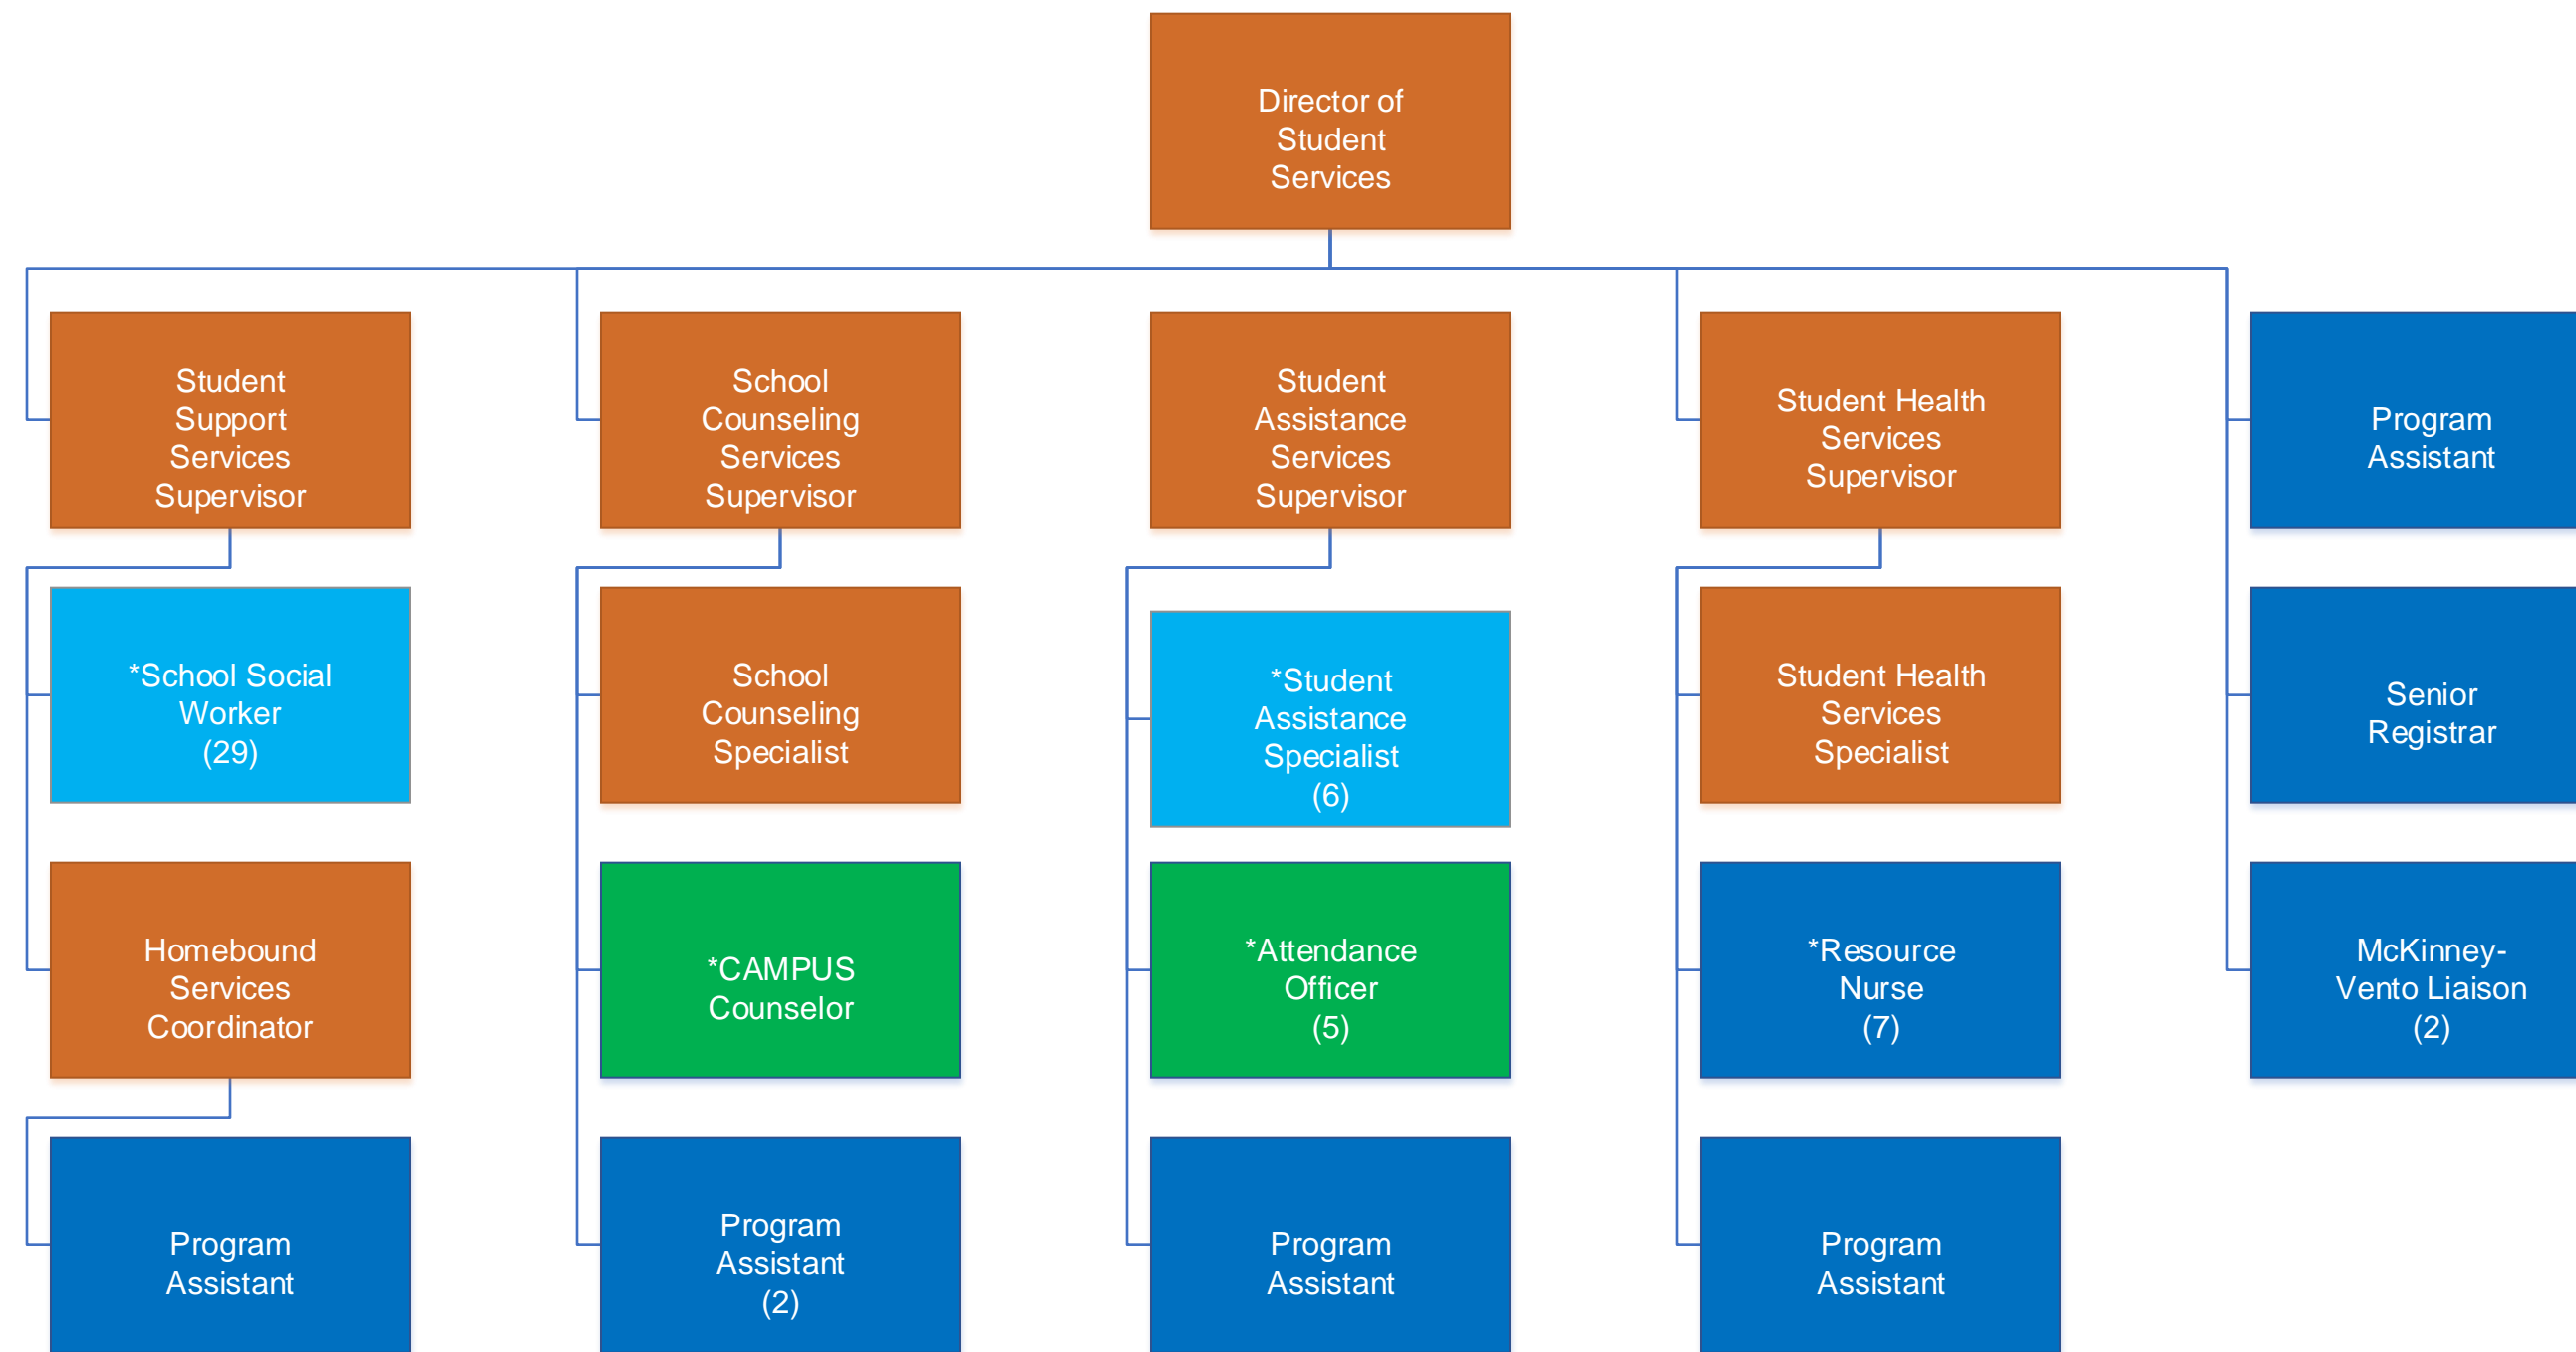 Director of
Student
Services
Student
Support
Services
Supervisor
School
Counseling
Services
Supervisor
Student
Assistance
Services
Supervisor
Student Health
Services
Supervisor
Program
Assistant
*School Social
Worker
(29)
School
Counseling
Specialist
*Student
Assistance
Specialist
(6)
Student Health
Services
Specialist
Senior
Registrar
Homebound
Services
Coordinator
*CAMPUS
Counselor
*Attendance
Officer
(5)
*Resource
Nurse
(7)
McKinney-
Vento Liaison
(2)
Program
Assistant
Program
Assistant
(2)
Program
Assistant
Program
Assistant